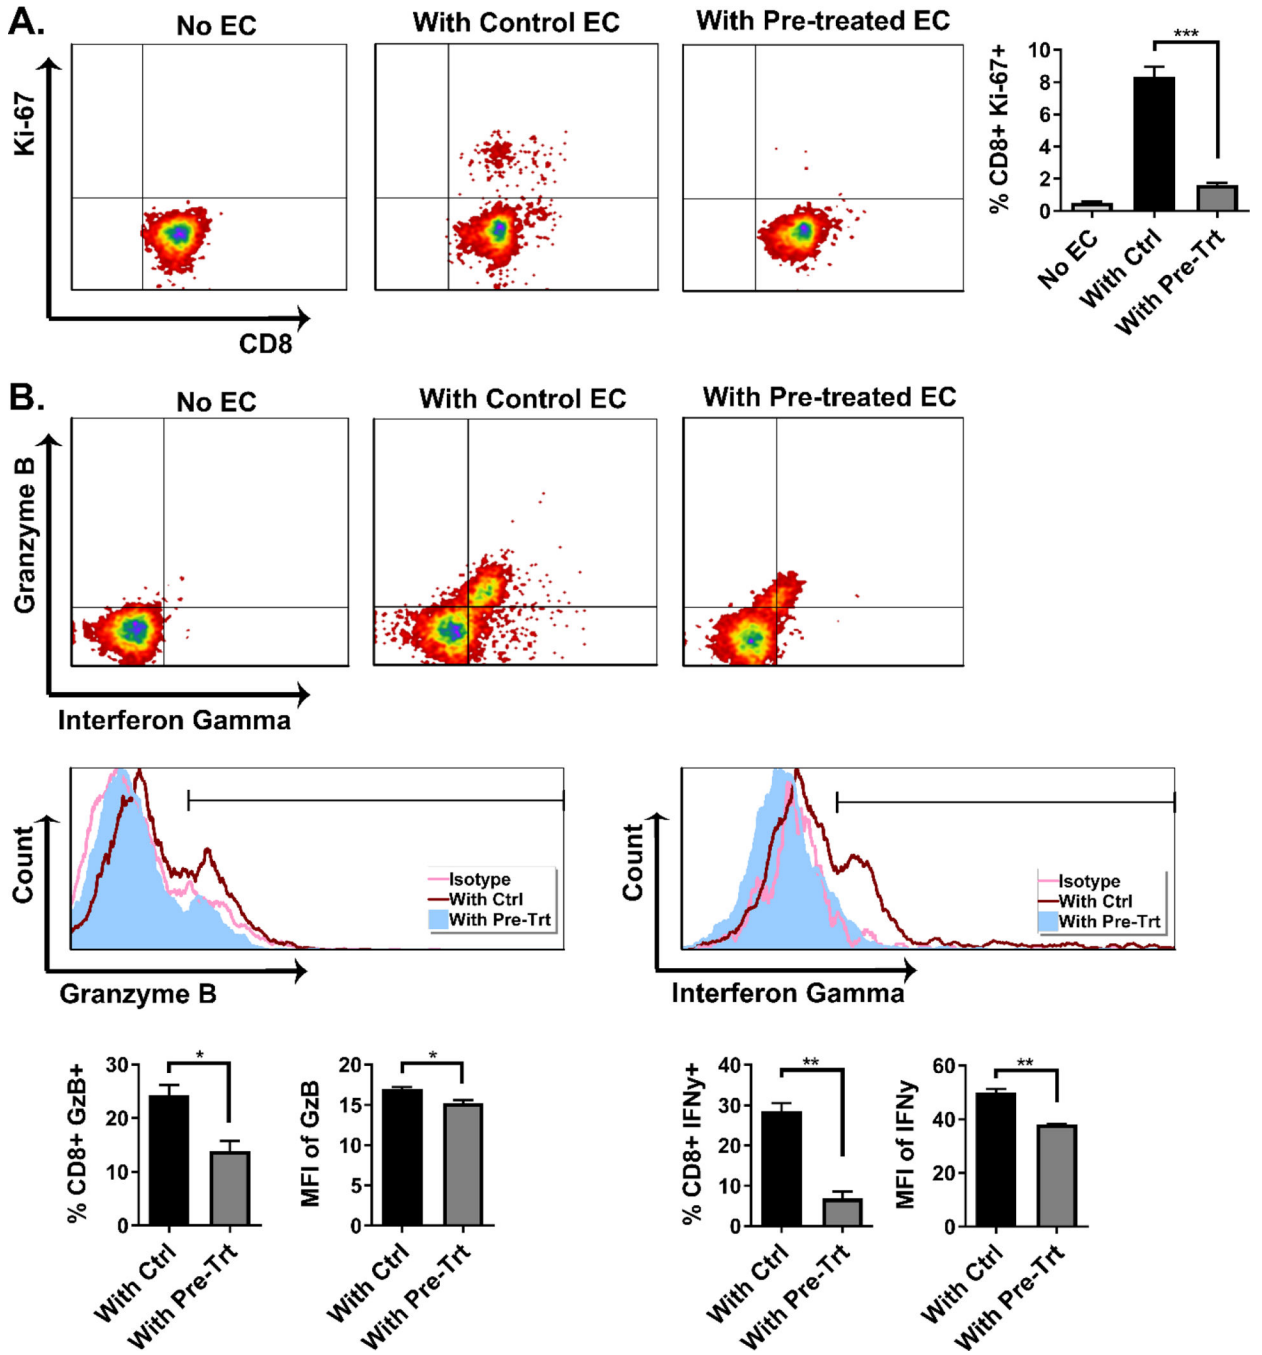 A.
No EC
With Control EC
With Pre-treated EC
Ki-67
CD8
% CD8+ Ki-67+
10
8
6
4
2
0
***
No EC
With Ctrl
With Pre-Trt
B.
No EC
With Control EC
With Pre-treated EC
Granzyme B
Interferon Gamma
Count
Isotype
With Ctrl
With Pre-Trt
Granzyme B
Count
Isotype
With Ctrl
With Pre-Trt
Interferon Gamma
% CD8+ GzB+
30
20
10
0
*
With Ctrl
With Pre-Trt
MFI of GzB
20
15
10
5
0
*
With Ctrl
With Pre-Trt
% CD8+ IFNy+
40
30
20
10
0
**
With Ctrl
With Pre-Trt
MFI of IFNy
60
40
20
0
**
With Ctrl
With Pre-Trt